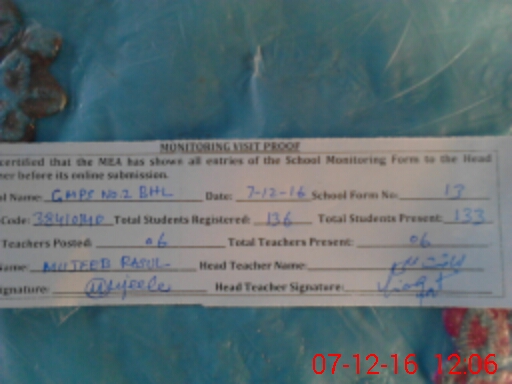 MONITORING VISIT PROOF
certified that the MEA has shown all entries of the School Monitoring Form to the Head
before its online submission.
Name: GMPS No.2 BHL Date: 7-12-16 School Form No: 13
Code: 38410840 Total Students Registered: 136 Total Students Present: 133
Teachers Posted: 06 Total Teachers Present: 06
Name: MUTEEB RASUL Head Teacher Name:
Signature: Head Teacher Signature:
07-12-16 12:06